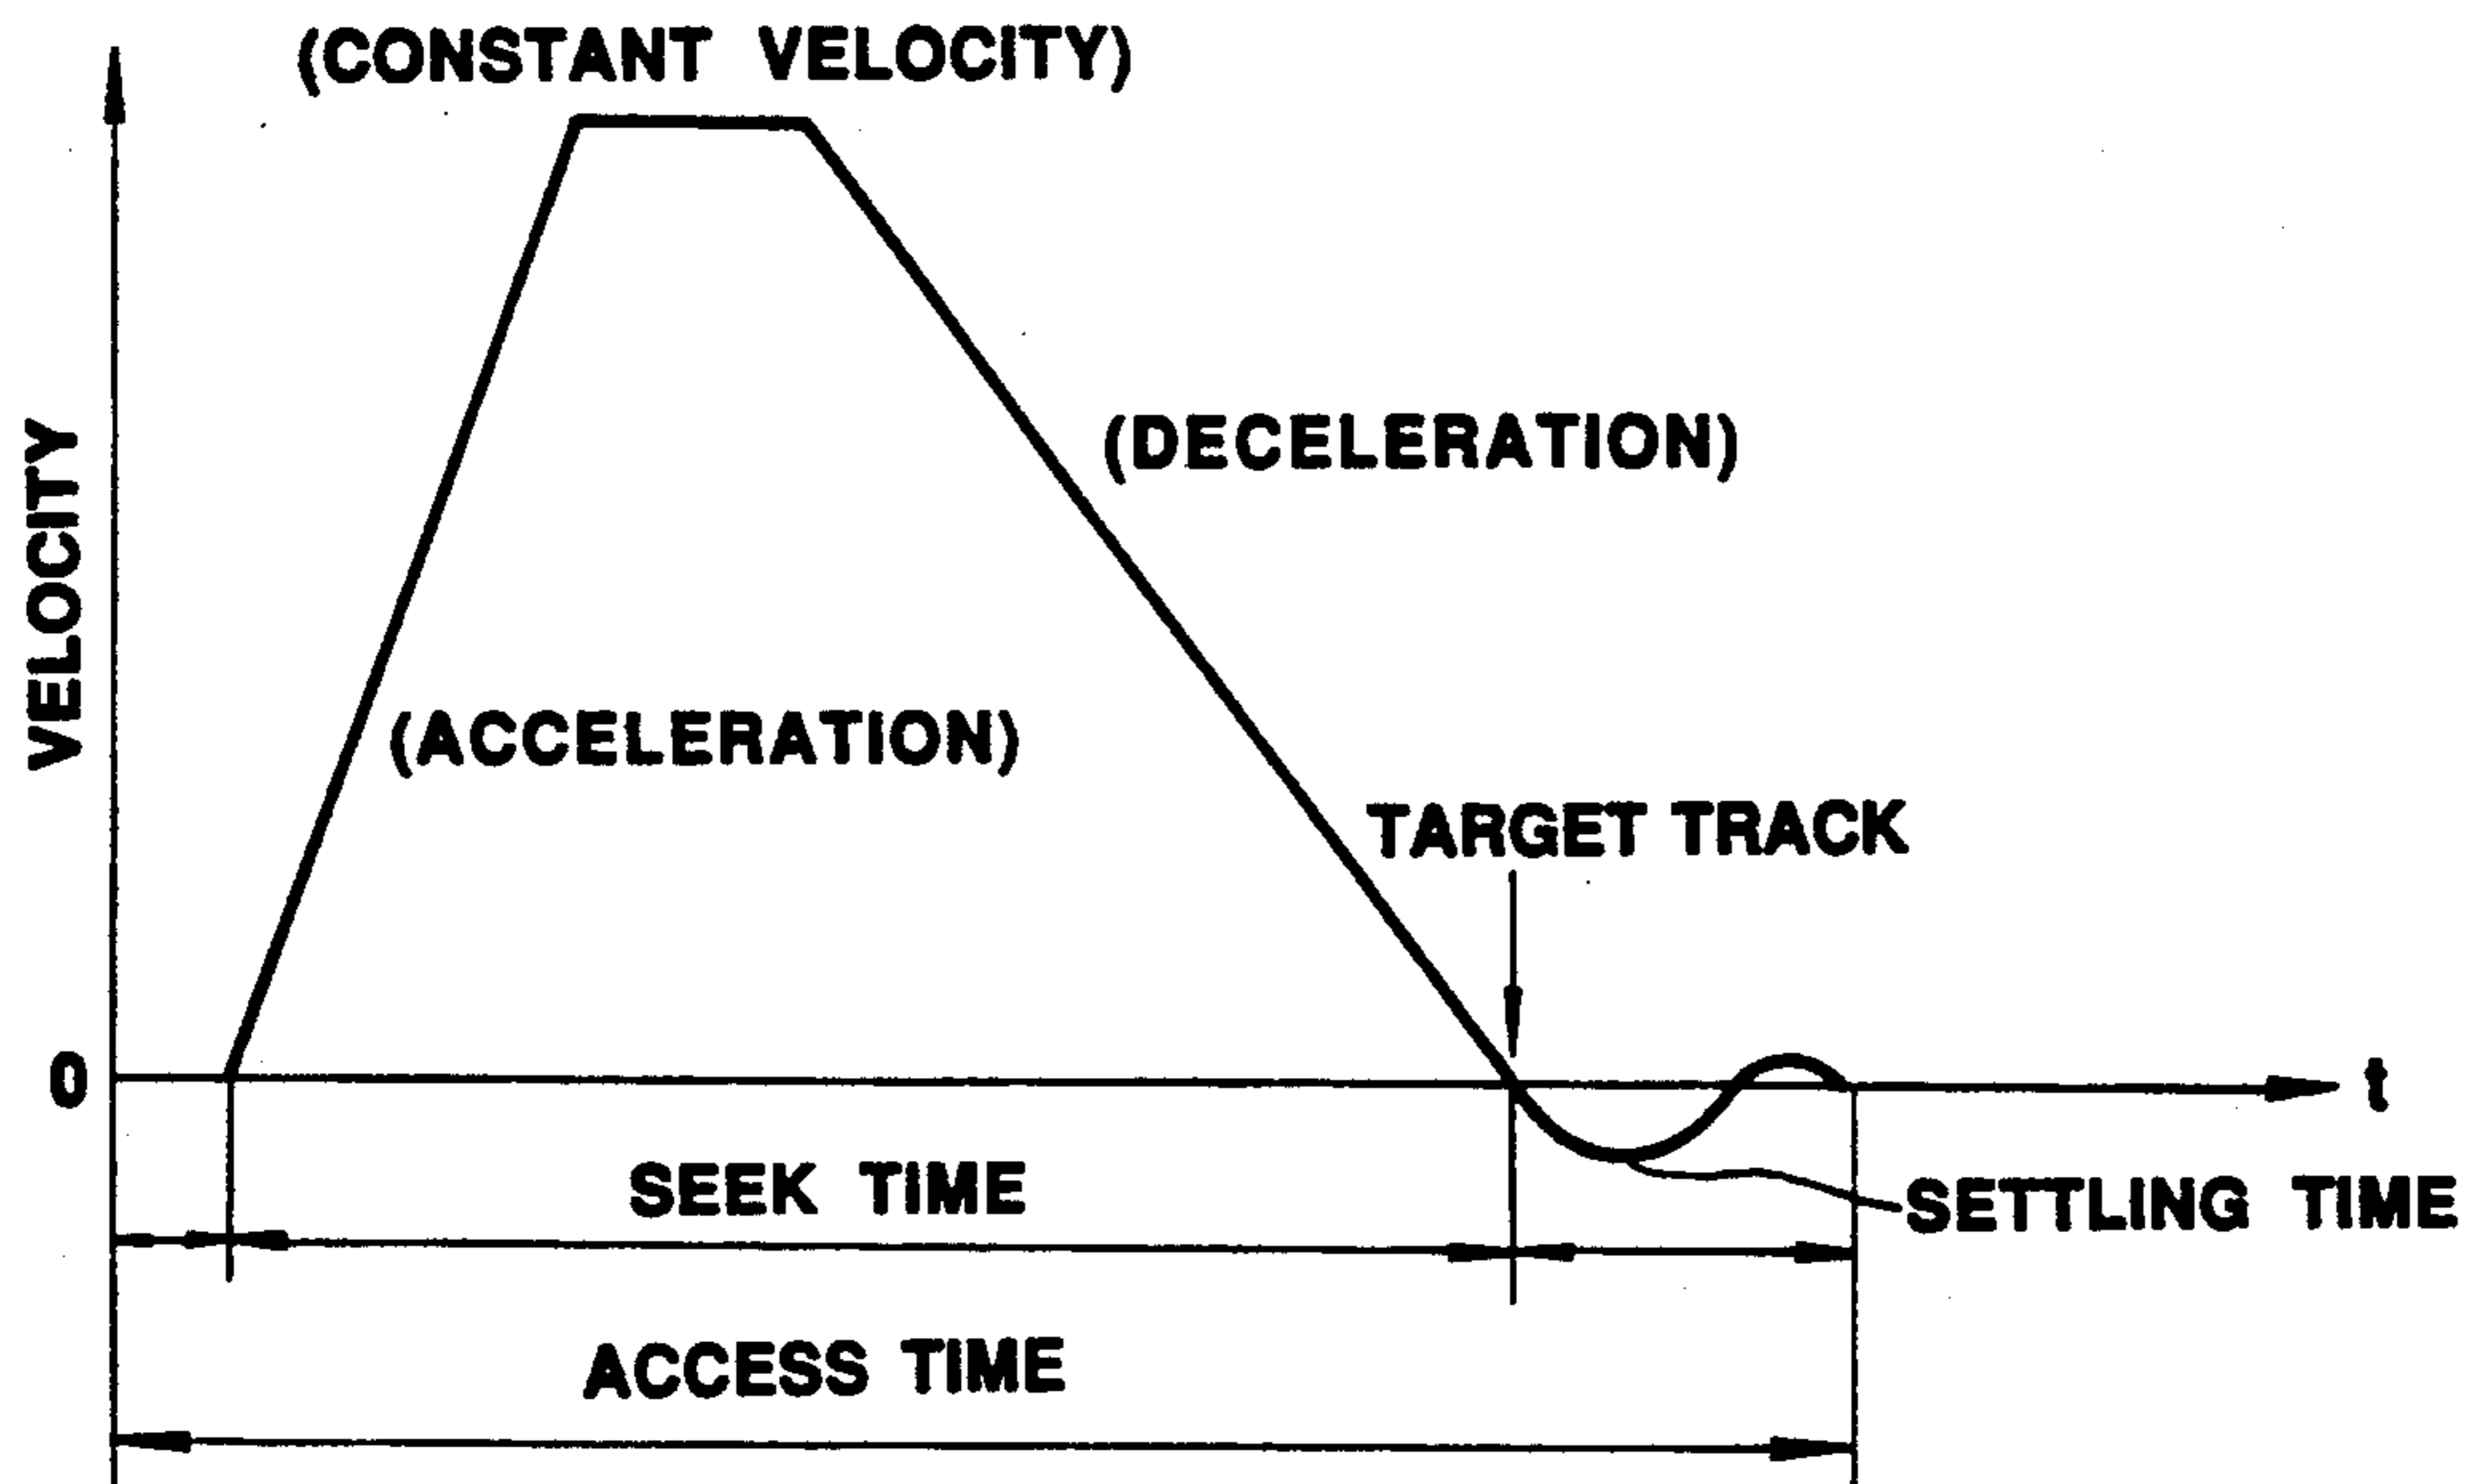 (CONSTANT VELOCITY)
VELOCITY
(DECELERATION)
(ACCELERATION)
TARGET TRACK
0
t
SEEK TIME
SETTLING TIME
ACCESS TIME